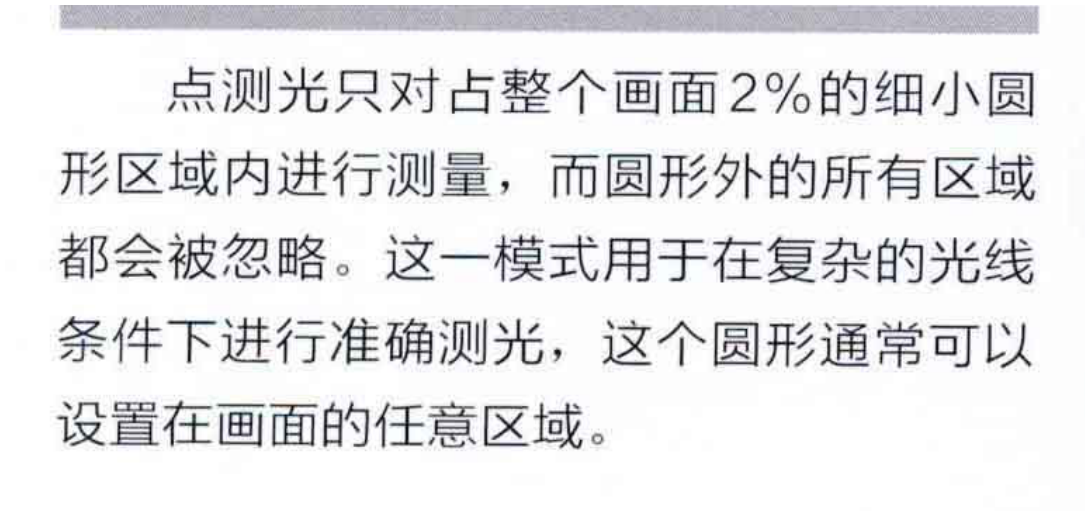 点测光只对占整个画面2%的细小圆
形区域内进行测量，而圆形外的所有区域
都会被忽略。这一模式用于在复杂的光线
条件下进行准确测光，这个圆形通常可以
设置在画面的任意区域。